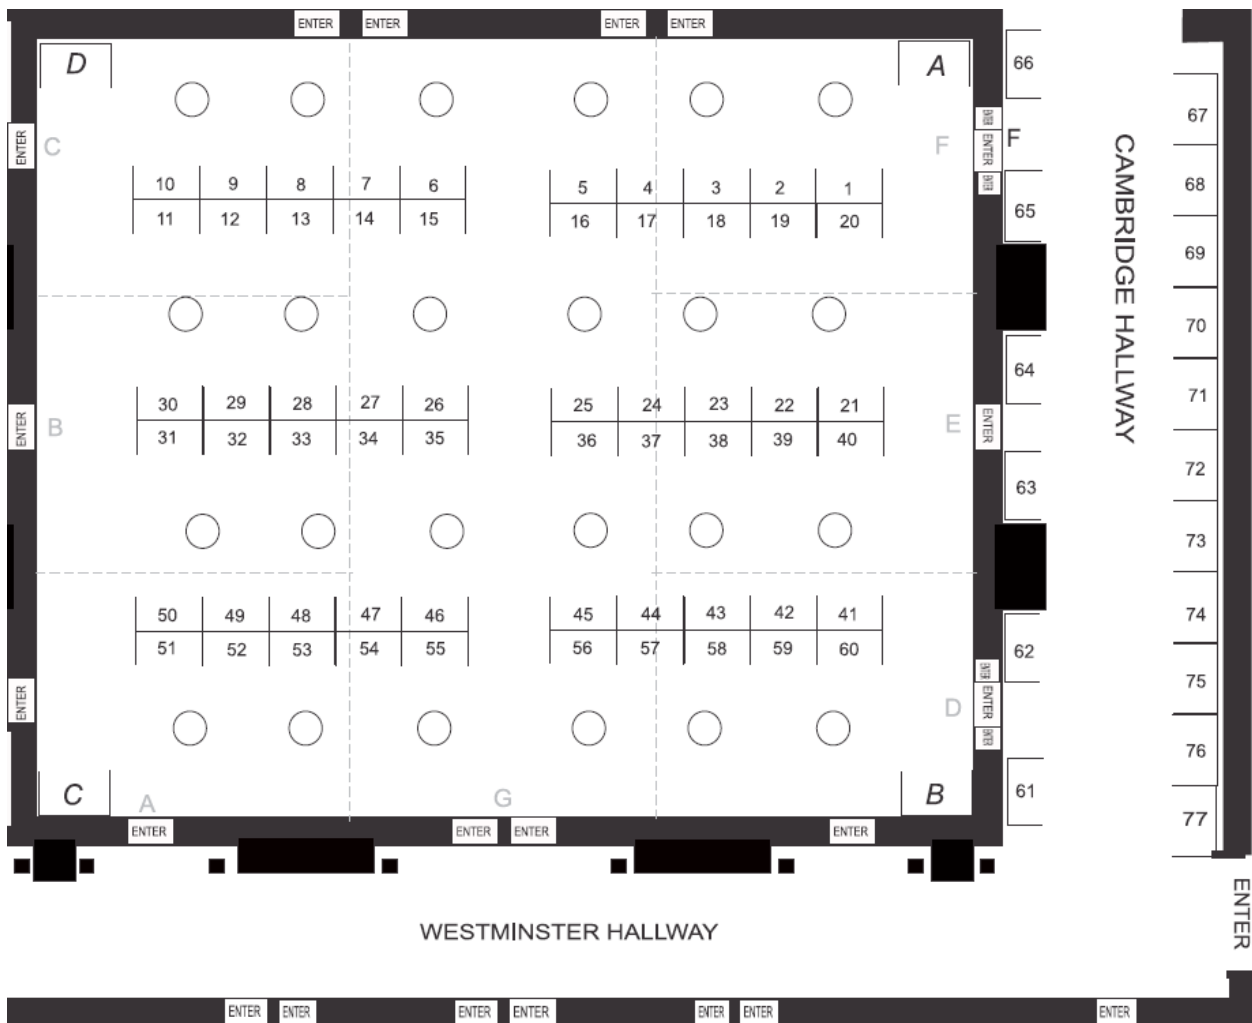 ENTER ENTER ENTER ENTER
D A 66
67
ENTER C F ENTER ENTER ENTER F
CAMBRIDGE HALLWAY
10 9 8 7 6 5 4 3 2 1 68
11 12 13 14 15 16 17 18 19 20 65
69
70
64
71
30 29 28 27 26 25 24 23 22 21
ENTER B E ENTER
31 32 33 34 35 36 37 38 39 40
72
63
73
50 49 48 47 46 45 44 43 42 41 74
51 52 53 54 55 56 57 58 59 60 62
75
ENTER D ENTER ENTER ENTER
76
C A G B 61
77
ENTER ENTER ENTER ENTER
ENTER
WESTMINSTER HALLWAY
ENTER ENTER ENTER ENTER ENTER ENTER ENTER